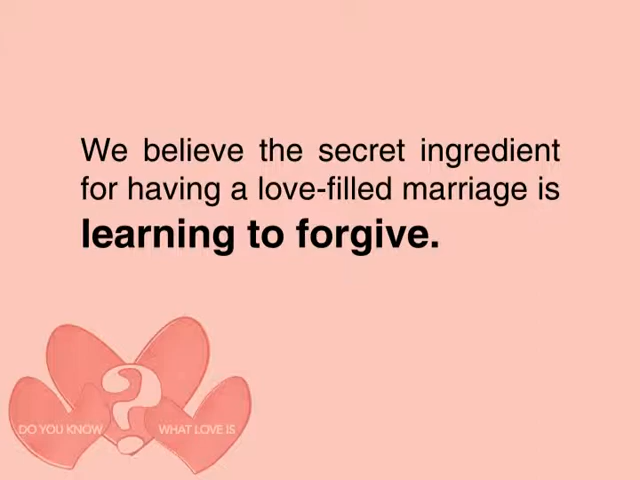 We believe the secret ingredient
for having a love-filled marriage is
learning to forgive.
?
DO YOU KNOW WHAT LOVE IS